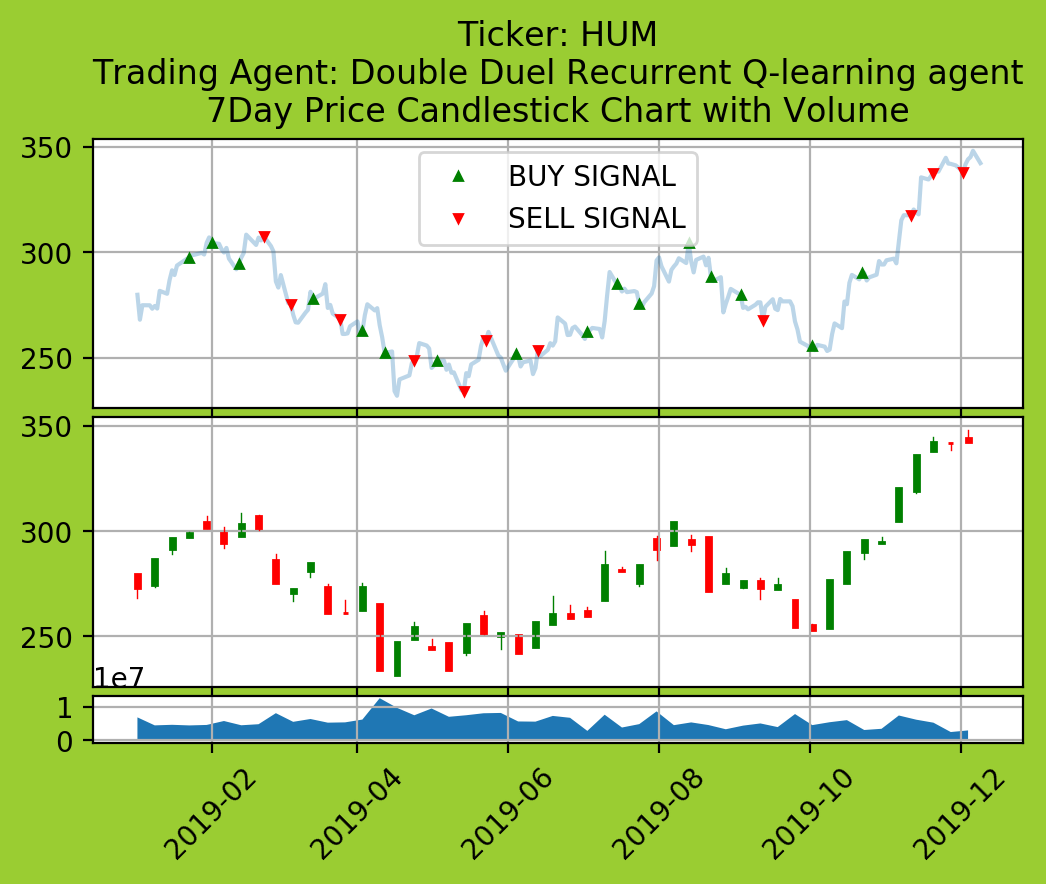 Ticker: HUM
Trading Agent: Double Duel Recurrent Q-learning agent
7Day Price Candlestick Chart with Volume
350
300
250
BUY SIGNAL
SELL SIGNAL
350
300
250
1e7
1
0
2019-02
2019-04
2019-06
2019-08
2019-10
2019-12